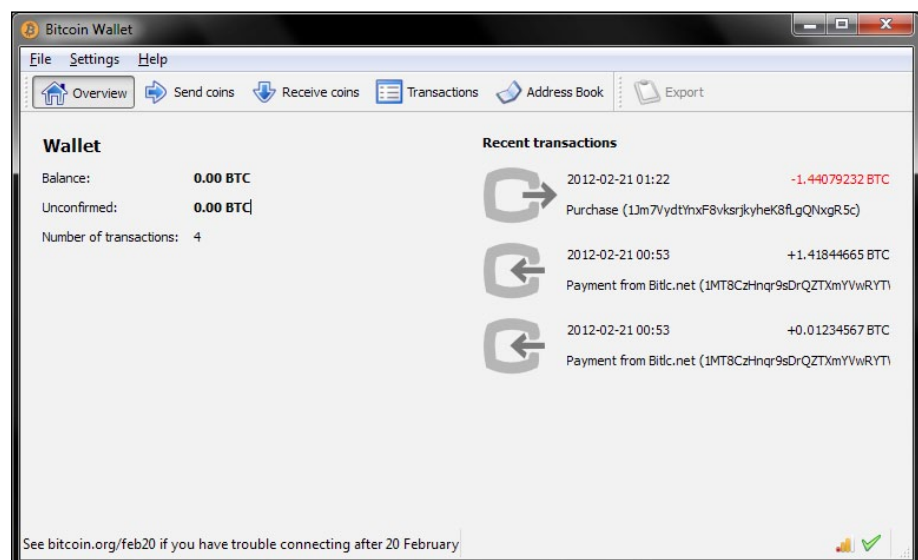 Bitcoin Wallet
File Settings Help
Overview Send coins Receive coins Transactions Address Book Export
Wallet
Balance: 0.00 BTC
Unconfirmed: 0.00 BTC
Number of transactions: 4
Recent transactions
2012-02-21 01:22 -1.44079232 BTC
Purchase (1Jm7VydtYnxF8vksrjkyheK8fLgQNxgR5c)
2012-02-21 00:53 +1.41844665 BTC
Payment from Bitlc.net (1MT8CzHnqr9sDrQZTXmYVwRYT
2012-02-21 00:53 +0.01234567 BTC
Payment from Bitlc.net (1MT8CzHnqr9sDrQZTXmYVwRYT
See bitcoin.org/feb20 if you have trouble connecting after 20 February